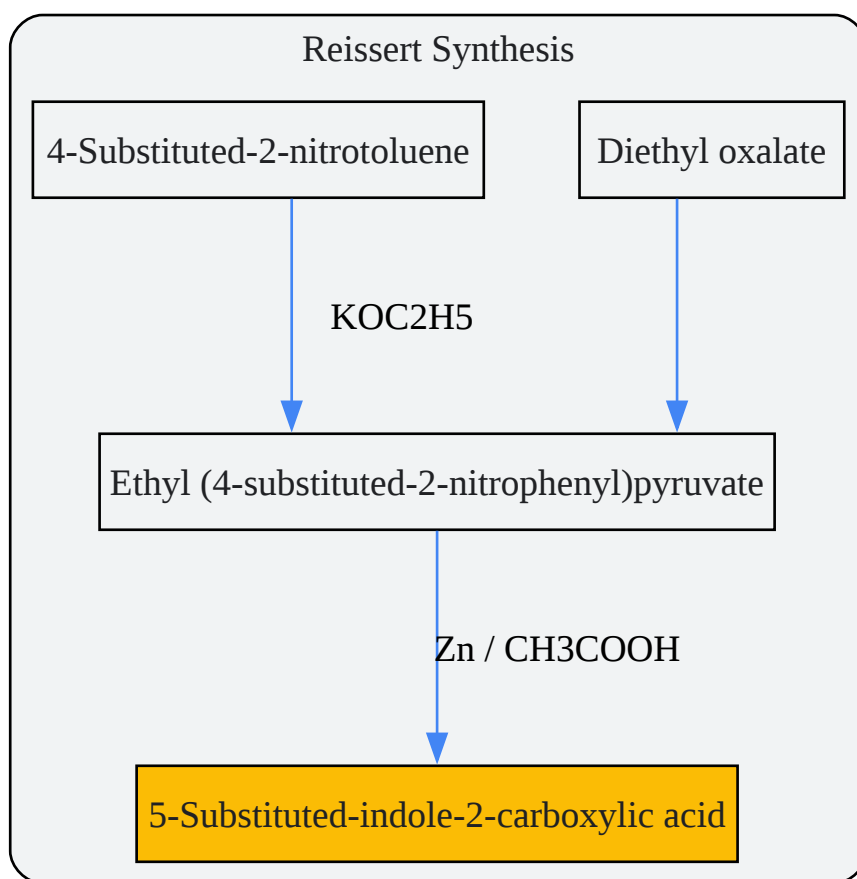 Reissert Synthesis
4-Substituted-2-nitrotoluene
Diethyl oxalate
KOC2H5
Ethyl (4-substituted-2-nitrophenyl)pyruvate
Zn / CH3COOH
5-Substituted-indole-2-carboxylic acid